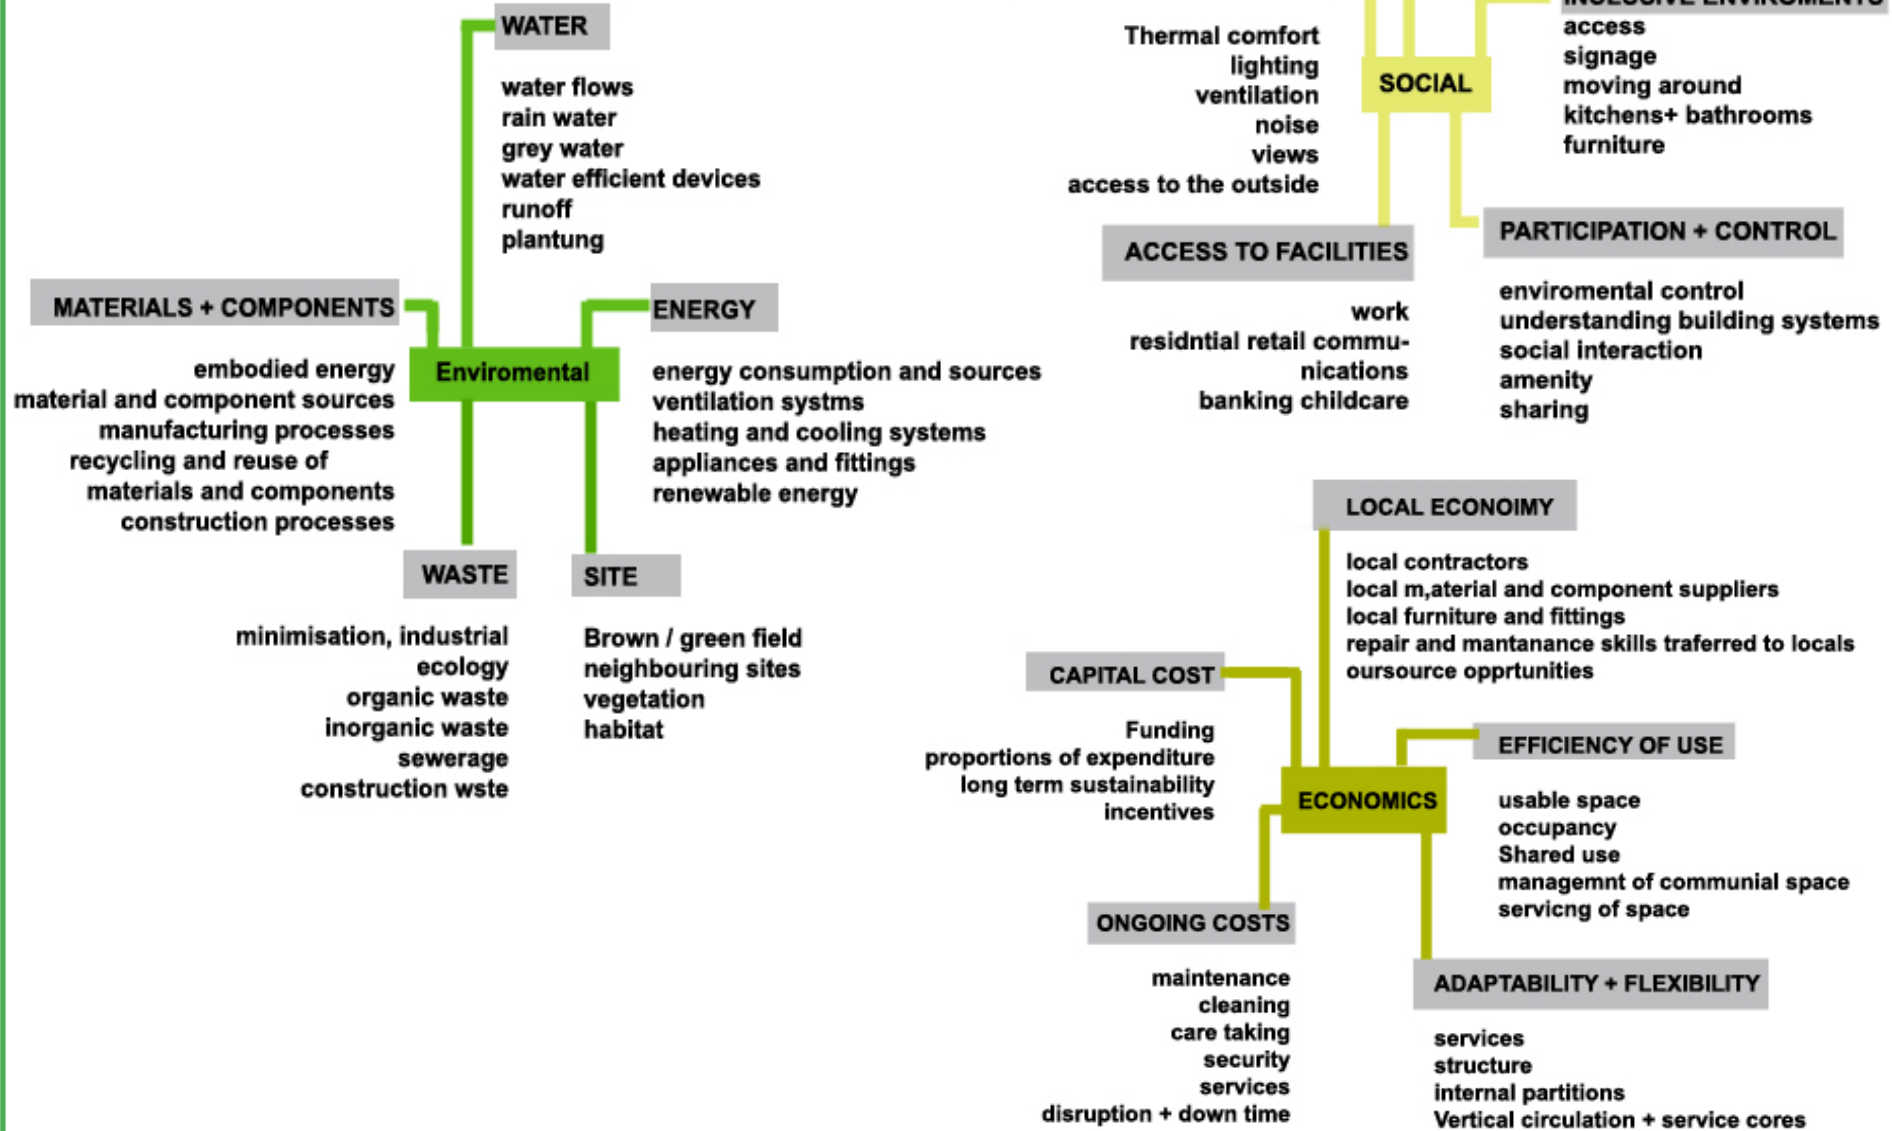 WATER
water flows
rain water
grey water
water efficient devices
runoff
plantung
MATERIALS + COMPONENTS
embodied energy
material and component sources
manufacturing processes
recycling and reuse of
materials and components
construction processes
Enviromental
ENERGY
energy consumption and sources
ventilation systms
heating and cooling systems
appliances and fittings
renewable energy
WASTE
minimisation, industrial
ecology
organic waste
inorganic waste
sewerage
construction wste
SITE
Brown / green field
neighbouring sites
vegetation
habitat
Thermal comfort
lighting
ventilation
noise
views
access to the outside
SOCIAL
INCLUSIVE ENVIROMENTS
access
signage
moving around
kitchens+ bathrooms
furniture
ACCESS TO FACILITIES
work
residntial retail commu-
nications
banking childcare
PARTICIPATION + CONTROL
enviromental control
understanding building systems
social interaction
amenity
sharing
LOCAL ECONOIMY
local contractors
local m,aterial and component suppliers
local furniture and fittings
repair and mantanance skills traferred to locals
oursource opprtunities
CAPITAL COST
Funding
proportions of expenditure
long term sustainability
incentives
ECONOMICS
EFFICIENCY OF USE
usable space
occupancy
Shared use
managemnt of communial space
servicng of space
ONGOING COSTS
maintenance
cleaning
care taking
security
services
disruption + down time
ADAPTABILITY + FLEXIBILITY
services
structure
internal partitions
Vertical circulation + service cores